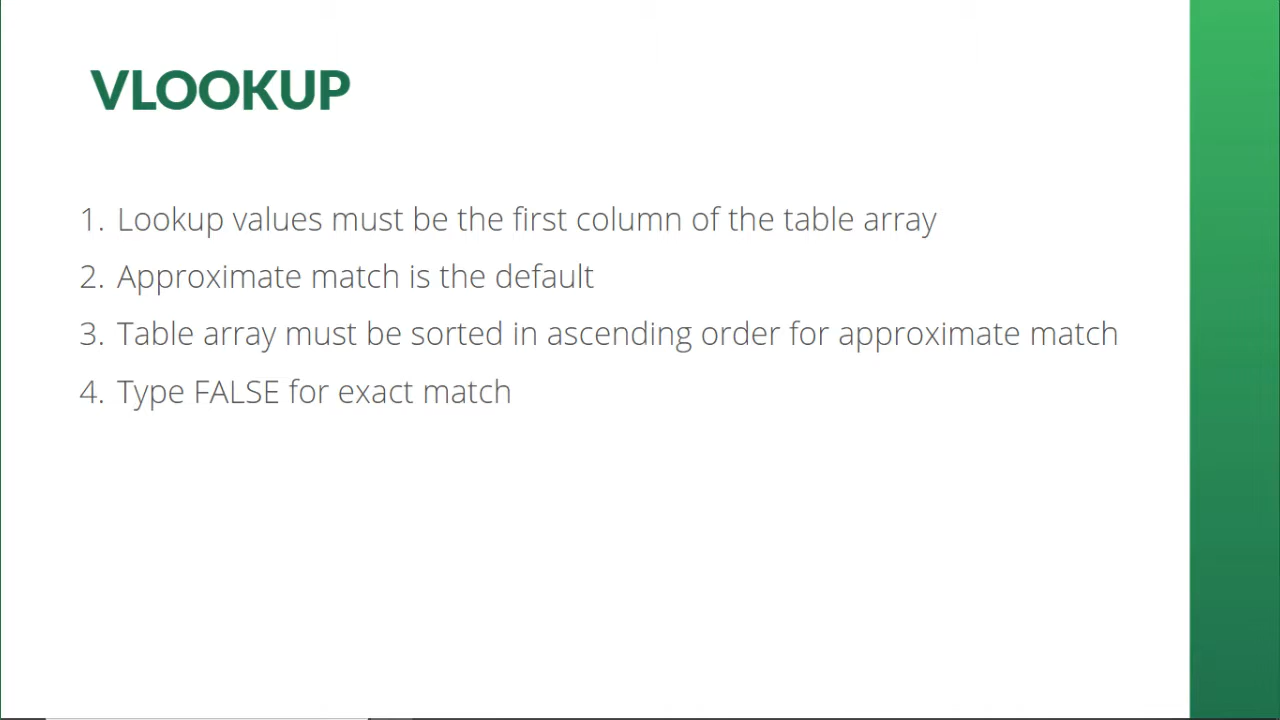 VLOOKUP
1. Lookup values must be the first column of the table array
2. Approximate match is the default
3. Table array must be sorted in ascending order for approximate match
4. Type FALSE for exact match